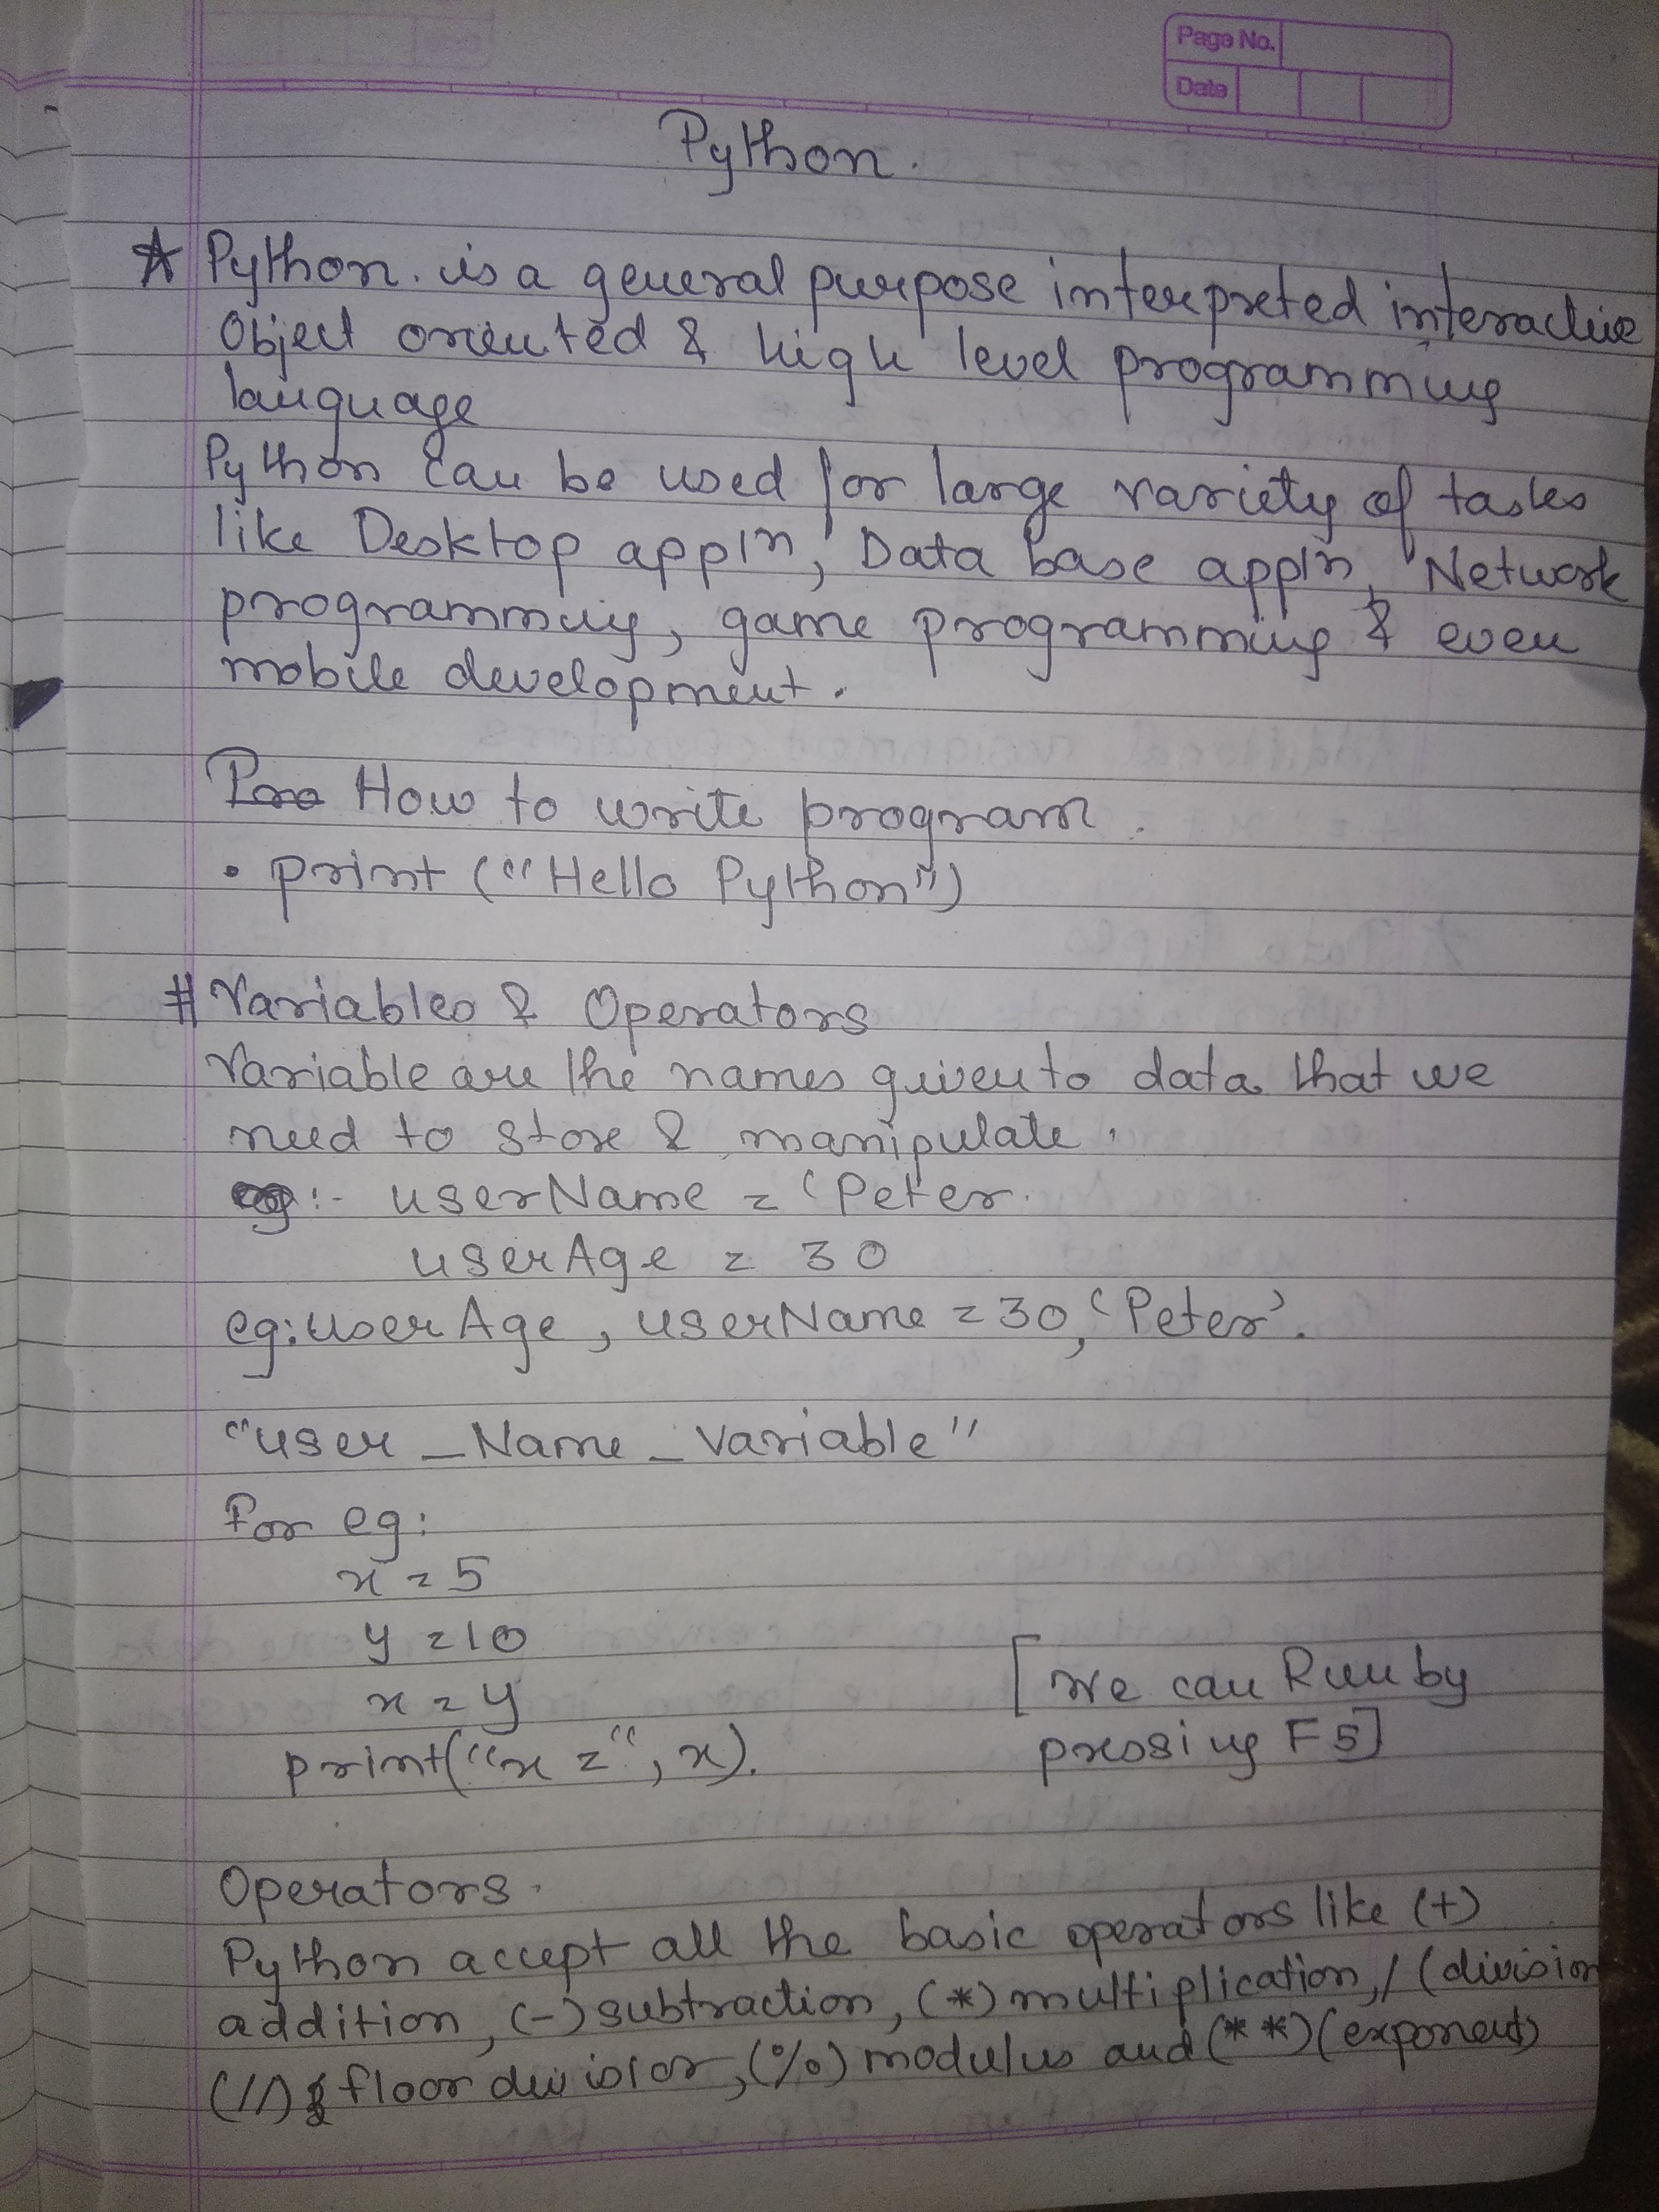 Page No.
Date
Python.
★ Python is a general purpose interpreted interactive
Object oriented & high level programming
language
Python can be used for large variety of tasks
like Desktop appln, Data base appln, Network
programming, game programming & even
mobile development.
How to write program.
• print ("Hello Python")
# Variables & Operators
Variable are the names given to data that we
need to store & manipulate.
eg:- userName = 'Peter.
userAge = 30
eg: userAge, userName = 30, 'Peter'.
"user_Name_Variable"
For eg:
x = 5
y = 10
x = y
[We can Run by
print("x =", x).
pressing F5]
Operators.
Python accept all the basic operators like (+)
addition, (-) subtraction, (*) multiplication, / (division
(//) floor divisior, (%) modulus and (**) (exponent)